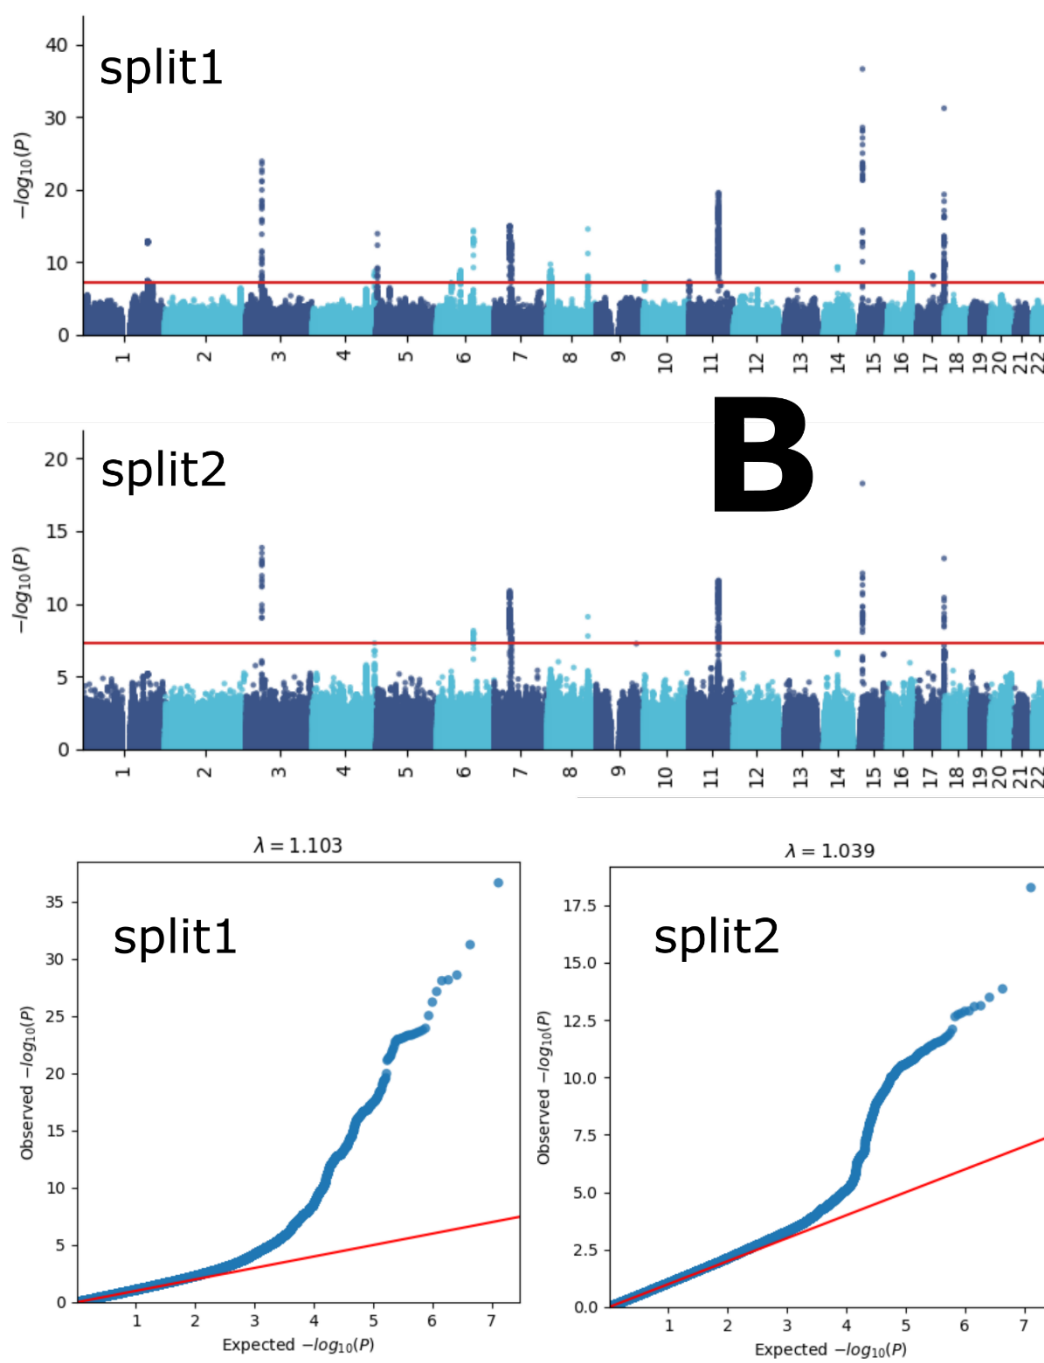 split1
40
30
20
10
0
−log10(P)
1 2 3 4 5 6 7 8 9 10 11 12 13 14 15 16 17 18 19 20 21 22
B
split2
20
15
10
5
0
−log10(P)
1 2 3 4 5 6 7 8 9 10 11 12 13 14 15 16 17 18 19 20 21 22
λ = 1.103
split1
35
30
25
20
15
10
5
0
Observed −log10(P)
1 2 3 4 5 6 7
Expected −log10(P)
λ = 1.039
split2
17.5
15.0
12.5
10.0
7.5
5.0
2.5
0.0
Observed −log10(P)
1 2 3 4 5 6 7
Expected −log10(P)